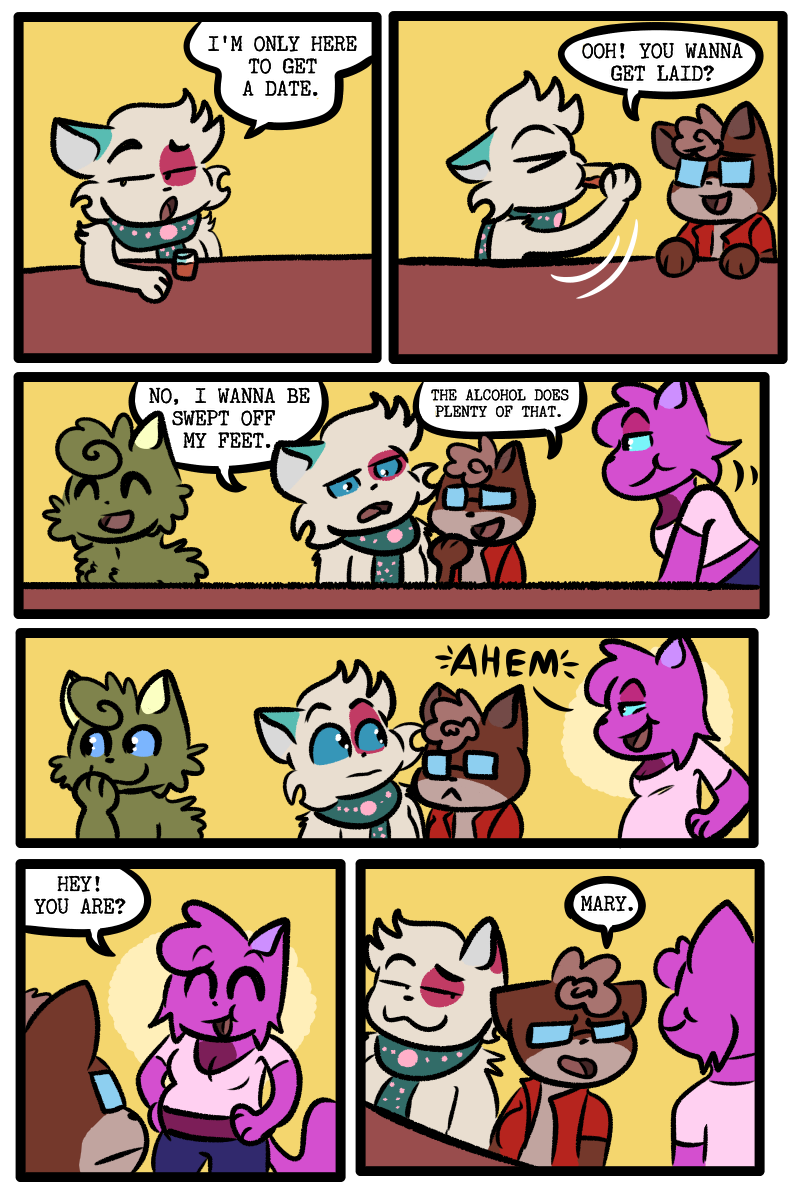 I'M ONLY HERE
TO GET
A DATE.
OOH! YOU WANNA
GET LAID?
NO, I WANNA BE
SWEPT OFF
MY FEET.
THE ALCOHOL DOES
PLENTY OF THAT.
AHEM
HEY!
YOU ARE?
MARY.